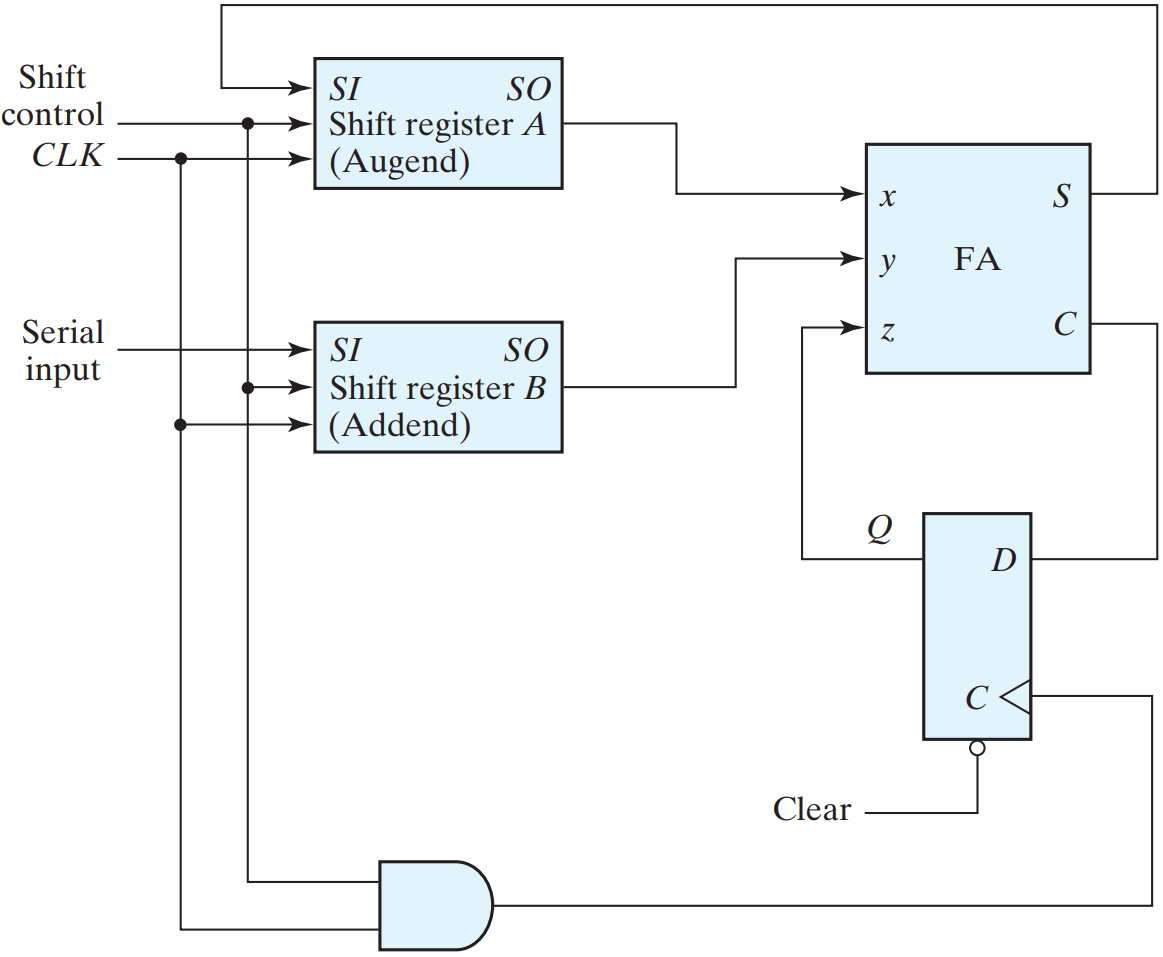 Shift
control
CLK
SI SO
Shift register A
(Augend)
x S
y FA
z C
Serial
input
SI SO
Shift register B
(Addend)
Q
D
C
Clear